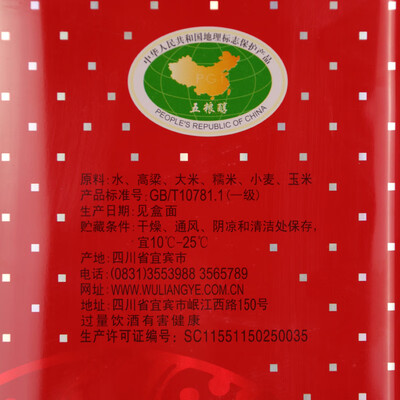 中华人民共和国地理标志保护产品
PGI
五粮醇
PEOPLE'S REPUBLIC OF CHINA
原料:水、高粱、大米、糯米、小麦、玉米
产品标准号:GB/T10781.1(一级)
生产日期:见盒面
贮藏条件:干燥、通风、阴凉和清洁处保存,
宜10℃-25℃
产地:四川省宜宾市
电话:(0831)3553988 3565789
网址:WWW.WULIANGYE.COM.CN
地址:四川省宜宾市岷江西路150号
过量饮酒有害健康
生产许可证编号:SC11551150250035